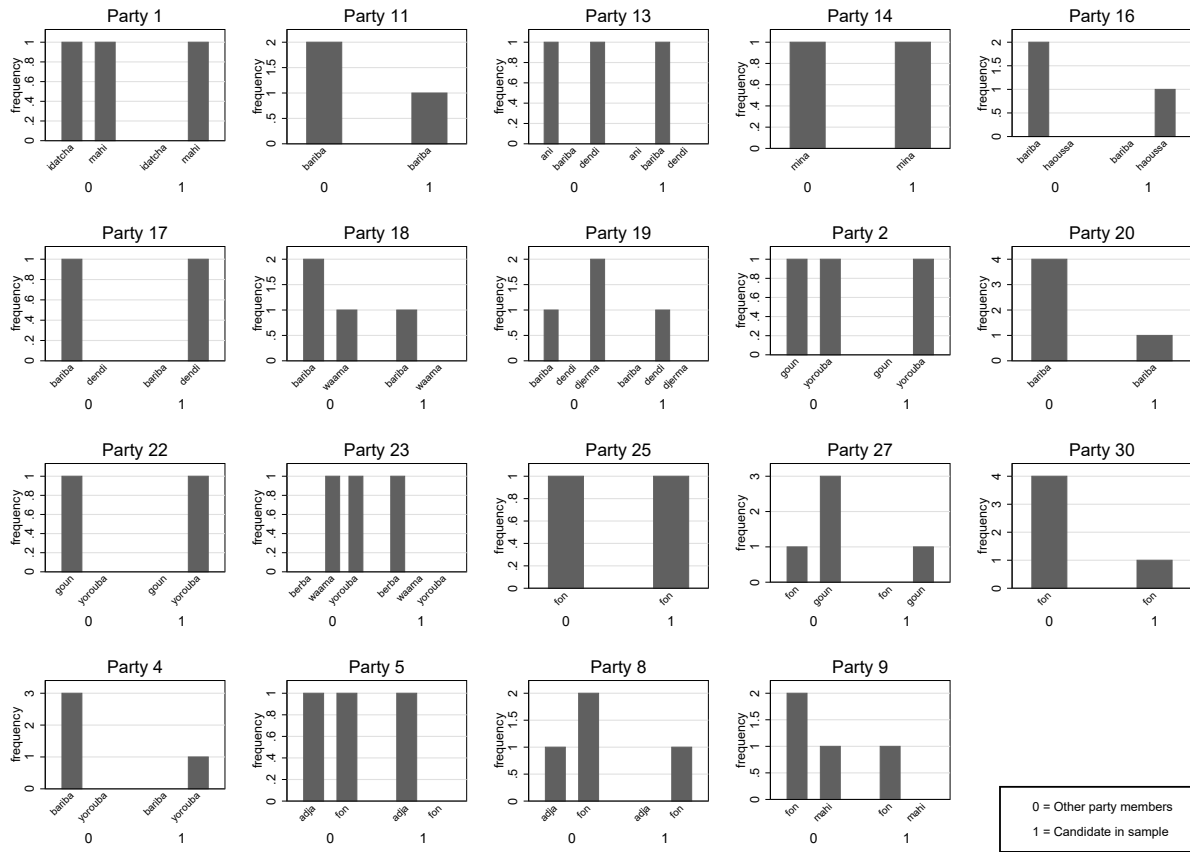 Party 1
frequency
0 .2 .4 .6 .8 1
idatcha mahi idatcha mahi
0 1
Party 11
frequency
0 .5 1 1.5 2
bariba bariba
0 1
Party 13
frequency
0 .2 .4 .6 .8 1
ani bariba dendi ani bariba dendi
0 1
Party 14
frequency
0 .2 .4 .6 .8 1
mina mina
0 1
Party 16
frequency
0 .5 1 1.5 2
bariba haoussa bariba haoussa
0 1
Party 17
frequency
0 .2 .4 .6 .8 1
bariba dendi bariba dendi
0 1
Party 18
frequency
0 .5 1 1.5 2
bariba waama bariba waama
0 1
Party 19
frequency
0 .5 1 1.5 2
bariba dendi djerma bariba dendi djerma
0 1
Party 2
frequency
0 .2 .4 .6 .8 1
goun yorouba goun yorouba
0 1
Party 20
frequency
0 1 2 3 4
bariba bariba
0 1
Party 22
frequency
0 .2 .4 .6 .8 1
goun yorouba goun yorouba
0 1
Party 23
frequency
0 .2 .4 .6 .8 1
berba waama yorouba berba waama yorouba
0 1
Party 25
frequency
0 .2 .4 .6 .8 1
fon fon
0 1
Party 27
frequency
0 1 2 3
fon goun fon goun
0 1
Party 30
frequency
0 1 2 3 4
fon fon
0 1
Party 4
frequency
0 1 2 3
bariba yorouba bariba yorouba
0 1
Party 5
frequency
0 .2 .4 .6 .8 1
adja fon adja fon
0 1
Party 8
frequency
0 .5 1 1.5 2
adja fon adja fon
0 1
Party 9
frequency
0 .5 1 1.5 2
fon mahi fon mahi
0 1
0 = Other party members
1 = Candidate in sample